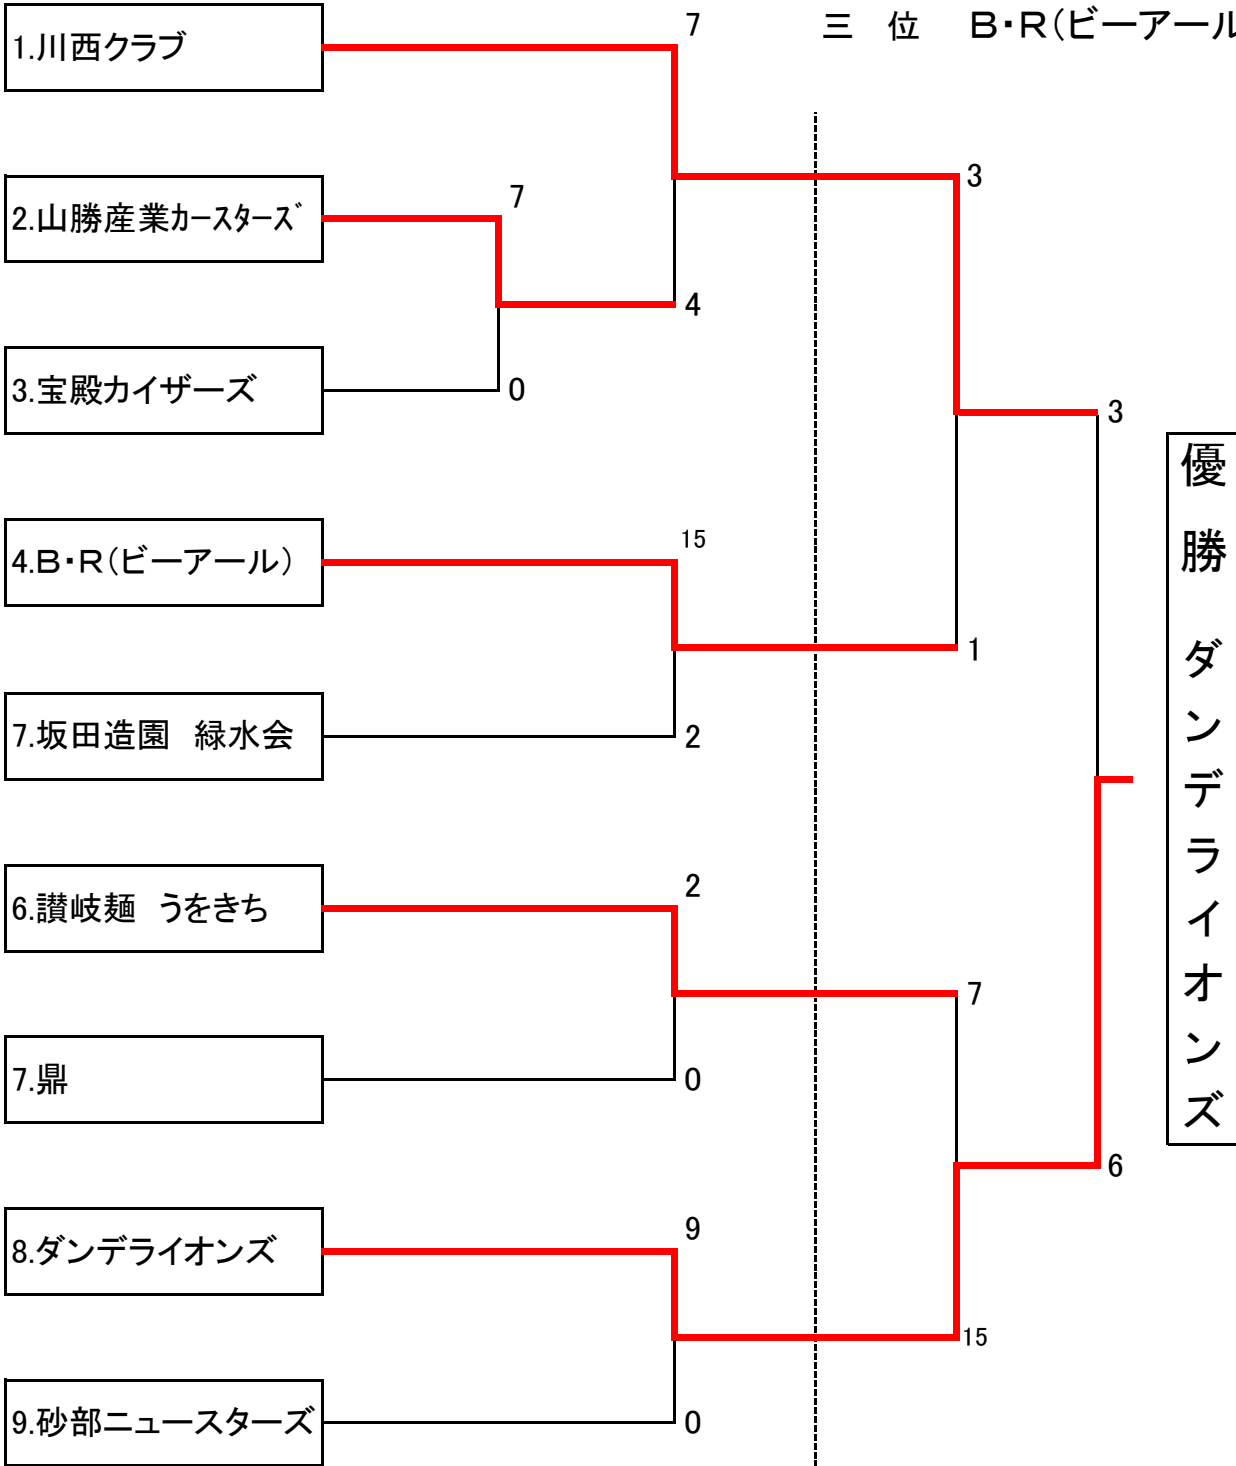 三　位　B・R(ビーアール
1.川西クラブ
7
3
2.山勝産業カースターズ
7
4
3.宝殿カイザーズ
0
3
4.B・R(ビーアール)
15
1
7.坂田造園　緑水会
2
6.讃岐麺　うをきち
2
7
7.鼎
0
6
8.ダンデライオンズ
9
15
9.砂部ニュースターズ
0
優勝　ダンデライオンズ